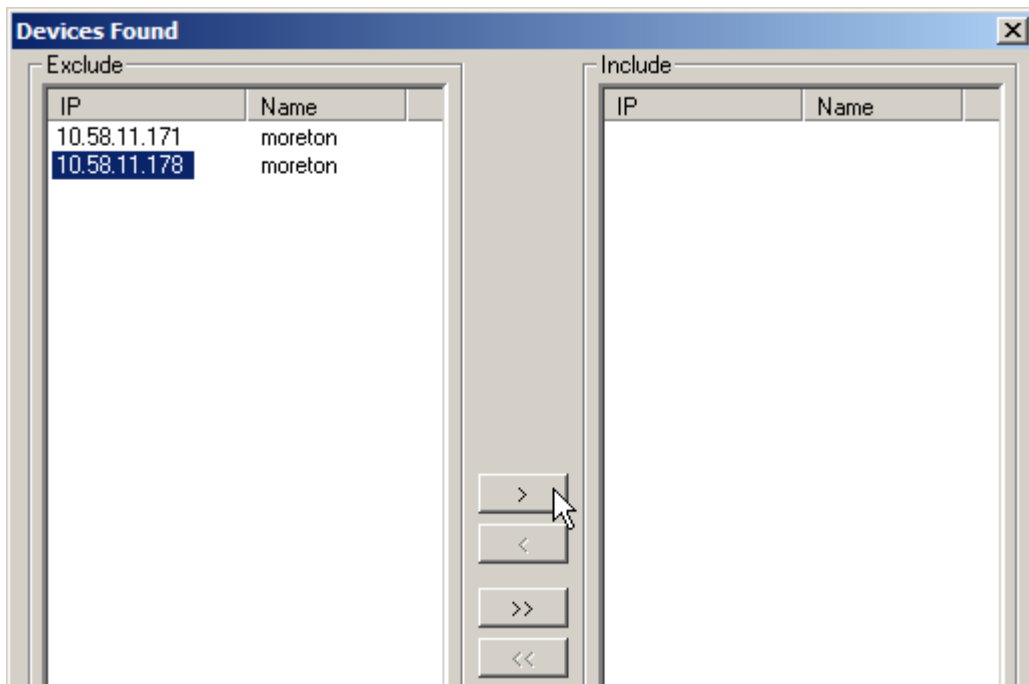 Devices Found
Exclude
IP Name
10.58.11.171 moreton
10.58.11.178 moreton
>
<
>>
<<
Include
IP Name